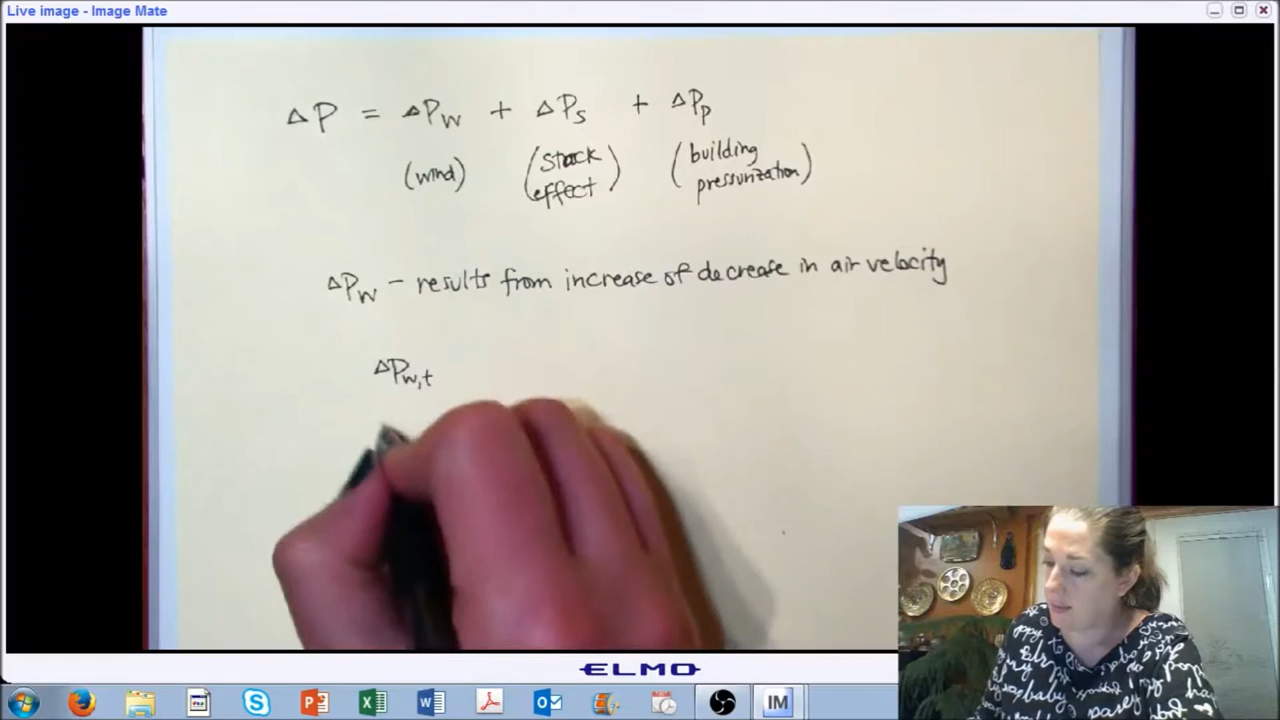 Live image - Image Mate
ΔP = ΔPw + ΔPs + ΔPp
(wind) (stack effect) (building pressurization)
ΔPw - results from increase of decrease in air velocity
ΔPw,t
ELMO
IM